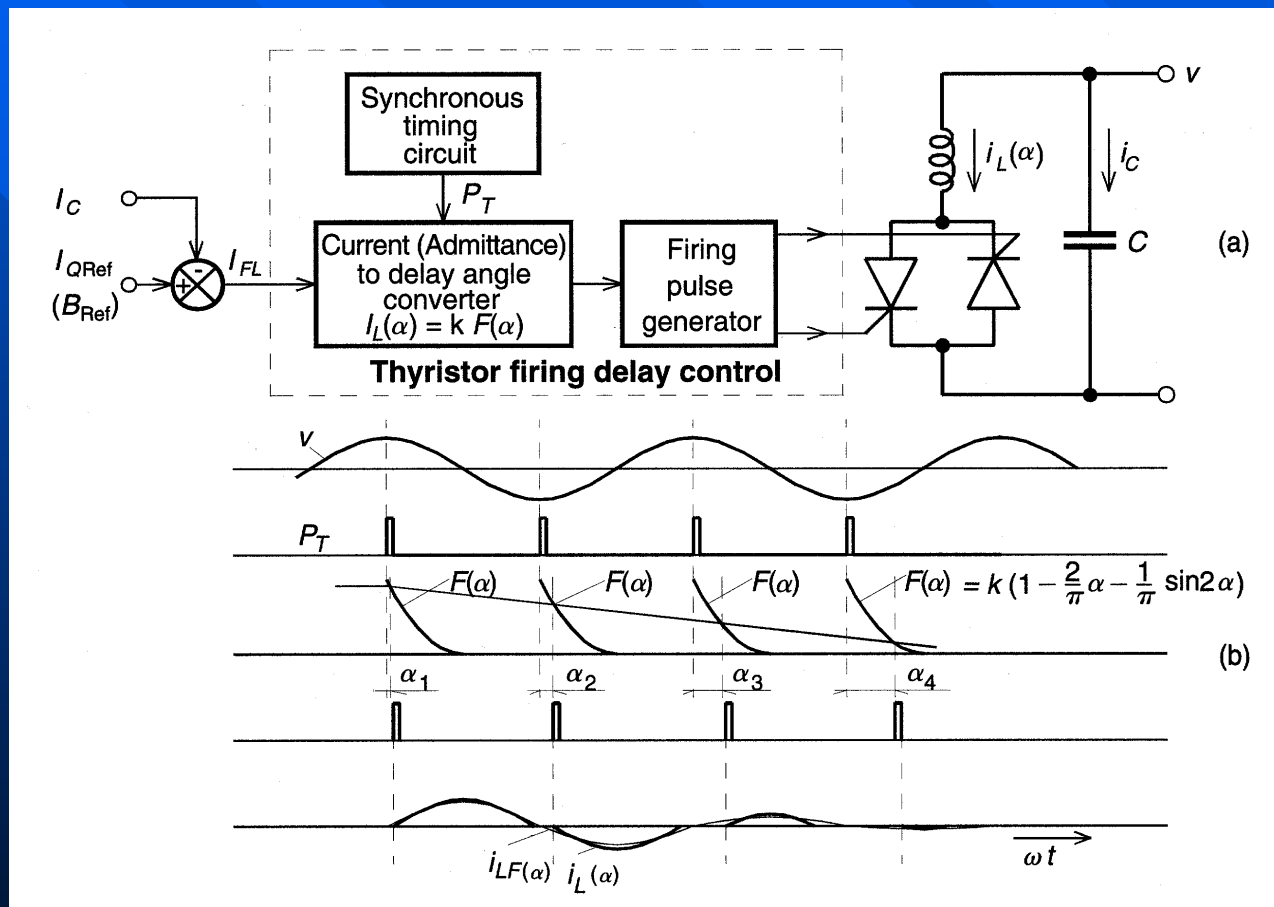 Synchronous
timing
circuit
v
i_L(α)
i_C
P_T
I_C
Current (Admittance)
to delay angle
converter
I_L(α) = k F(α)
Firing
pulse
generator
C
(a)
I_QRef
(B_Ref)
+
-
I_FL
Thyristor firing delay control
v
P_T
F(α)
F(α)
F(α)
F(α) = k (1 - 2/π α - 1/π sin2α)
(b)
α_1
α_2
α_3
α_4
i_LF(α)
i_L(α)
ωt